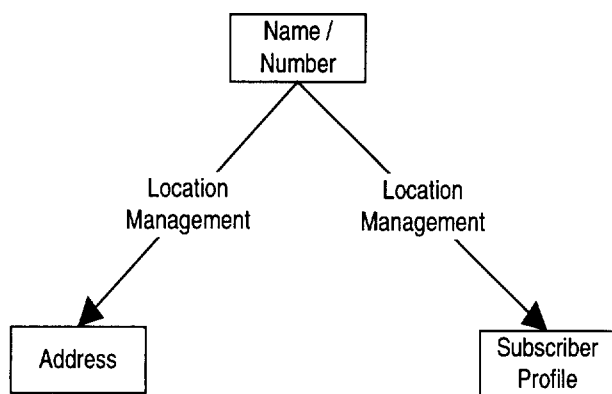 Name /
Number
Location
Management
Location
Management
Address
Subscriber
Profile